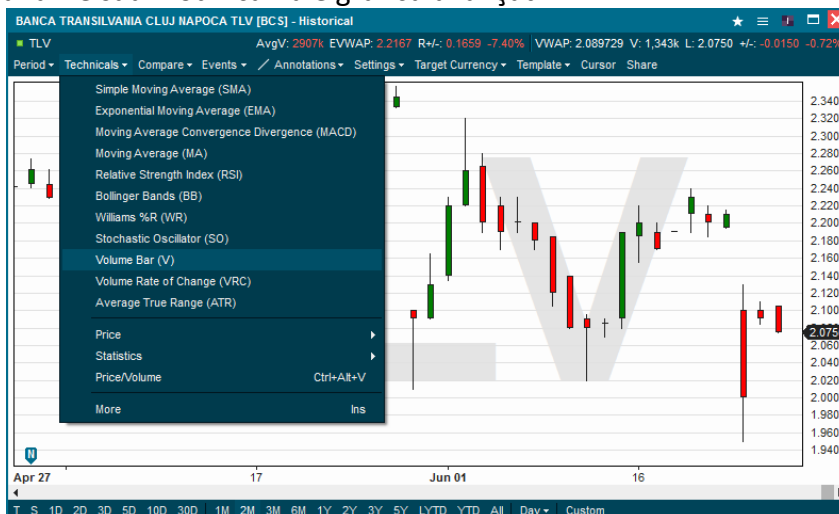 BANCA TRANSILVANIA CLUJ NAPOCA TLV [BCS] - Historical
TLV AvgV: 2907k EVWAP: 2.2167 R+/-: 0.1659 -7.40% VWAP: 2.089729 V: 1,343k L: 2.0750 +/-: -0.0150 -0.72%
Period Technicals Compare Events Annotations Settings Target Currency Template Cursor Share
Simple Moving Average (SMA)
Exponential Moving Average (EMA)
Moving Average Convergence Divergence (MACD)
Moving Average (MA)
Relative Strength Index (RSI)
Bollinger Bands (BB)
Williams %R (WR)
Stochastic Oscillator (SO)
Volume Bar (V)
Volume Rate of Change (VRC)
Average True Range (ATR)
Price
Statistics
Price/Volume Ctrl+Alt+V
More Ins
2.340
2.320
2.300
2.280
2.260
2.240
2.220
2.200
2.180
2.160
2.140
2.120
2.100
2.075
2.060
2.040
2.020
2.000
1.980
1.960
1.940
N
Apr 27 17 Jun 01 16
T S 1D 2D 3D 5D 10D 30D 1M 2M 3M 6M 1Y 2Y 3Y 5Y LYTD YTD All Day Custom